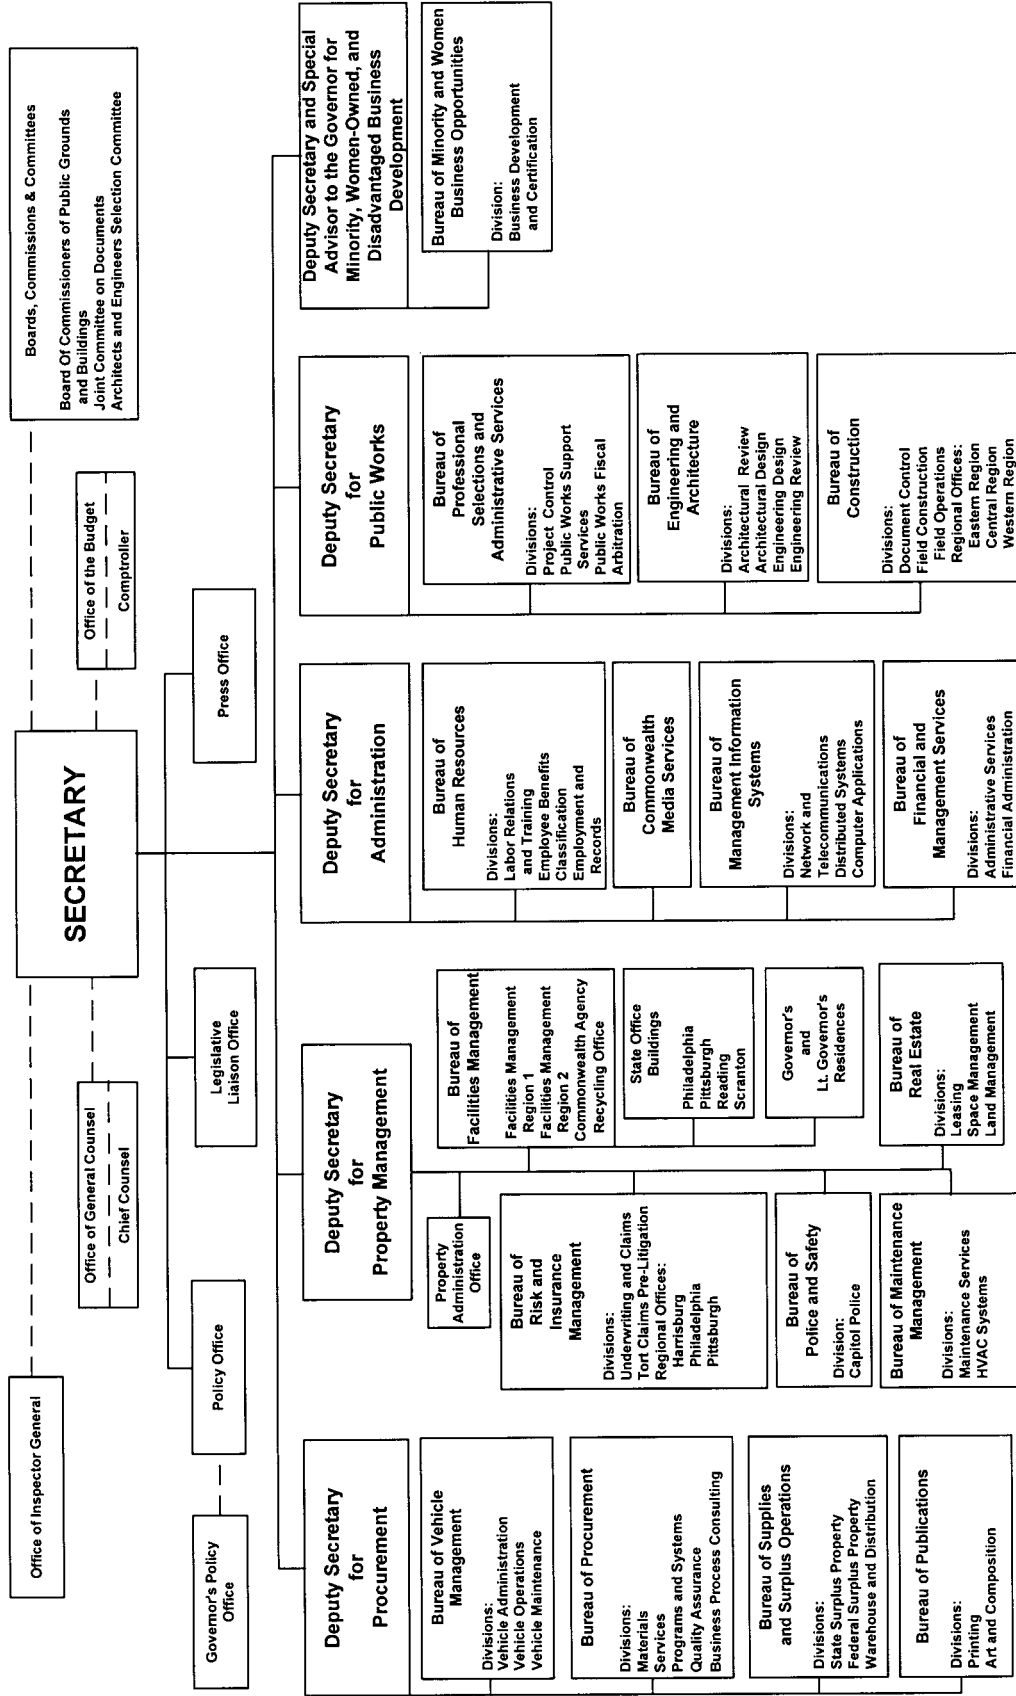 Office of Inspector General
SECRETARY
Boards, Commissions & Committees
Board Of Commissioners of Public Grounds
and Buildings
Joint Committee on Documents
Architects and Engineers Selection Committee
Office of General Counsel
Chief Counsel
Office of the Budget
Comptroller
Governor's Policy
Office
Policy Office
Legislative
Liaison Office
Press Office
Deputy Secretary
for
Procurement
Bureau of Vehicle
Management
Divisions:
Vehicle Administration
Vehicle Operations
Vehicle Maintenance
Bureau of Procurement
Divisions:
Materials
Services
Programs and Systems
Quality Assurance
Business Process Consulting
Bureau of Supplies
and Surplus Operations
Divisions:
State Surplus Property
Federal Surplus Property
Warehouse and Distribution
Bureau of Publications
Divisions:
Printing
Art and Composition
Deputy Secretary
for
Property Management
Property
Administration
Office
Bureau of
Risk and
Insurance
Management
Divisions:
Underwriting and Claims
Tort Claims Pre-Litigation
Regional Offices:
Harrisburg
Philadelphia
Pittsburgh
Bureau of
Police and Safety
Division:
Capitol Police
Bureau of Maintenance
Management
Divisions:
Maintenance Services
HVAC Systems
Bureau of
Facilities Management
Facilities Management
Region 1
Facilities Management
Region 2
Commonwealth Agency
Recycling Office
State Office
Buildings
Philadelphia
Pittsburgh
Reading
Scranton
Governor's
and
Lt. Governor's
Residences
Bureau of
Real Estate
Divisions:
Leasing
Space Management
Land Management
Deputy Secretary
for
Administration
Bureau of
Human Resources
Divisions:
Labor Relations
and Training
Employee Benefits
Classification
Employment and
Records
Bureau of
Commonwealth
Media Services
Bureau of
Management Information
Systems
Divisions:
Network and
Telecommunications
Distributed Systems
Computer Applications
Bureau of
Financial and
Management Services
Divisions:
Administrative Services
Financial Administration
Deputy Secretary
for
Public Works
Bureau of
Professional
Selections and
Administrative Services
Divisions:
Project Control
Public Works Support
Services
Public Works Fiscal
Arbitration
Bureau of
Engineering and
Architecture
Divisions:
Architectural Review
Architectural Design
Engineering Design
Engineering Review
Bureau of
Construction
Divisions:
Document Control
Field Construction
Field Operations
Regional Offices:
Eastern Region
Central Region
Western Region
Deputy Secretary and Special
Advisor to the Governor for
Minority, Women-Owned, and
Disadvantaged Business
Development
Bureau of Minority and Women
Business Opportunities
Division:
Business Development
and Certification